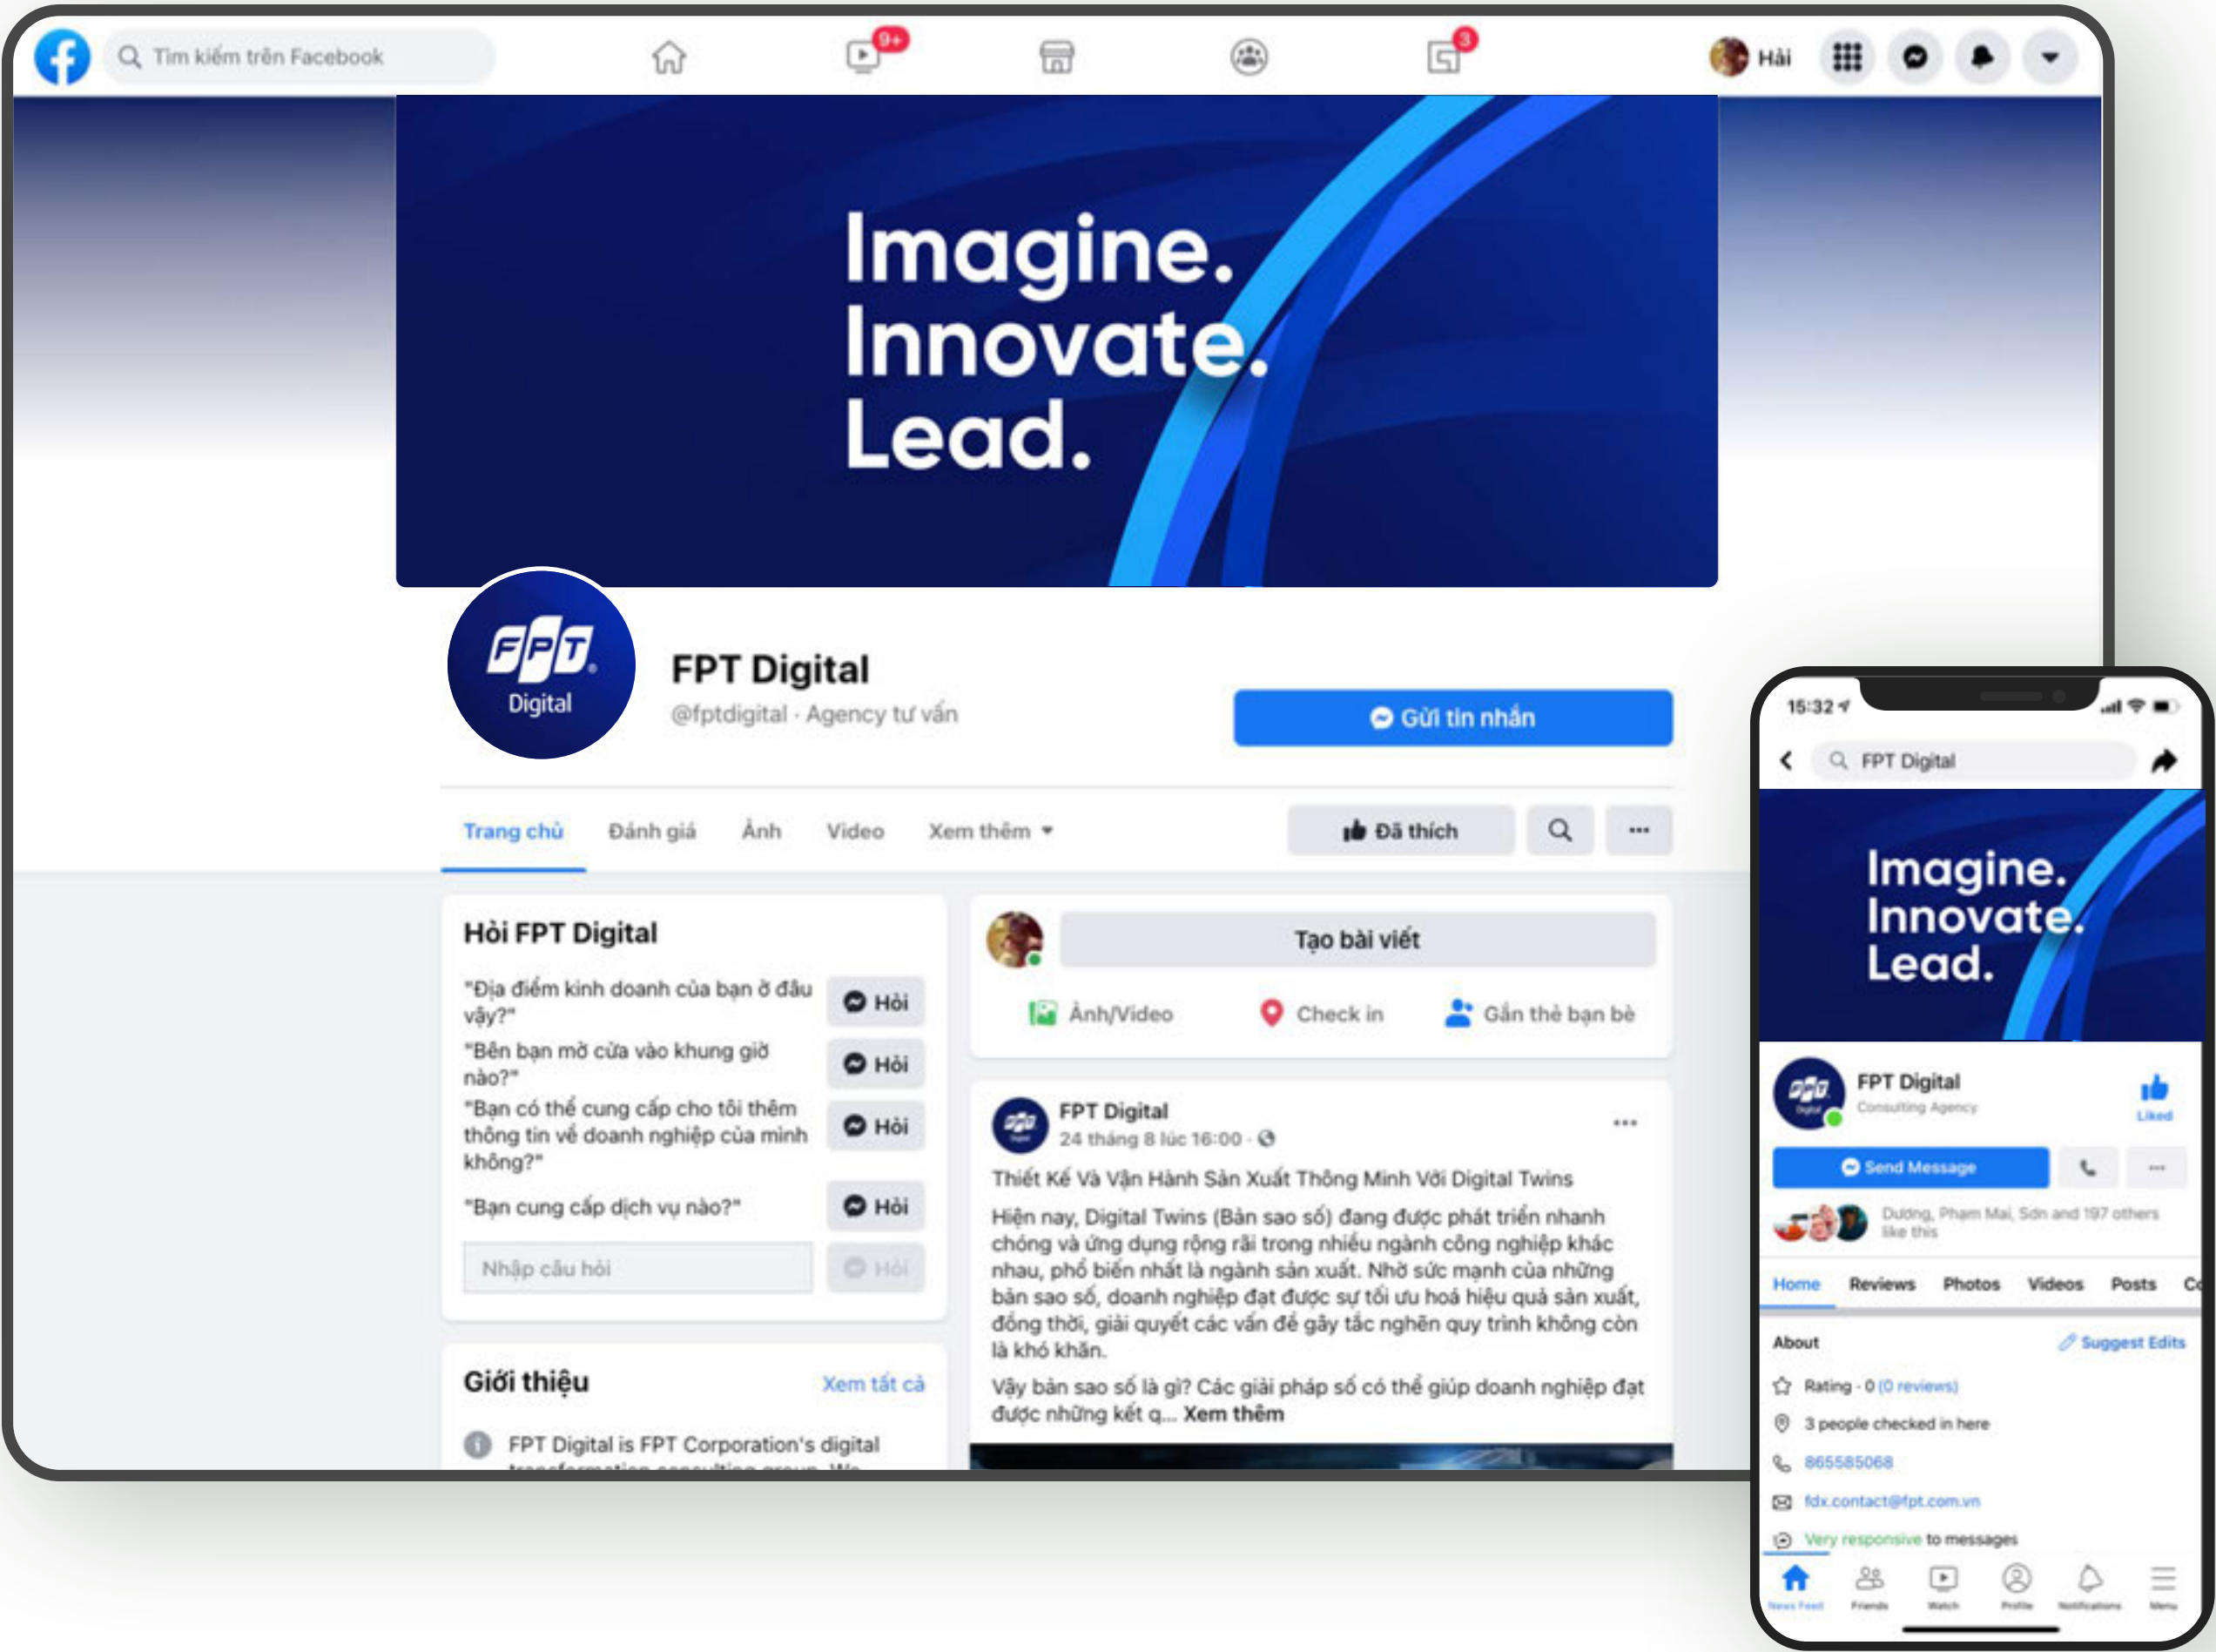 Tìm kiếm trên Facebook
9+
3
Hải
Imagine.
Innovate.
Lead.
FPT
Digital
FPT Digital
@fptdigital · Agency tư vấn
Gửi tin nhắn
Trang chủ
Đánh giá
Ảnh
Video
Xem thêm
Đã thích
Hỏi FPT Digital
"Địa điểm kinh doanh của bạn ở đâu
vậy?"
Hỏi
"Bên bạn mở cửa vào khung giờ
nào?"
Hỏi
"Bạn có thể cung cấp cho tôi thêm
thông tin về doanh nghiệp của mình
không?"
Hỏi
"Bạn cung cấp dịch vụ nào?"
Hỏi
Nhập câu hỏi
Hỏi
Giới thiệu
Xem tất cả
FPT Digital is FPT Corporation's digital
transformation consulting group. We
Tạo bài viết
Ảnh/Video
Check in
Gắn thẻ bạn bè
FPT Digital
24 tháng 8 lúc 16:00 ·
Thiết Kế Và Vận Hành Sản Xuất Thông Minh Với Digital Twins
Hiện nay, Digital Twins (Bản sao số) đang được phát triển nhanh
chóng và ứng dụng rộng rãi trong nhiều ngành công nghiệp khác
nhau, phổ biến nhất là ngành sản xuất. Nhờ sức mạnh của những
bản sao số, doanh nghiệp đạt được sự tối ưu hoá hiệu quả sản xuất,
đồng thời, giải quyết các vấn đề gây tắc nghẽn quy trình không còn
là khó khăn.
Vậy bản sao số là gì? Các giải pháp số có thể giúp doanh nghiệp đạt
được những kết q... Xem thêm
15:32
FPT Digital
Imagine.
Innovate.
Lead.
FPT
Digital
FPT Digital
Consulting Agency
Liked
Send Message
Dương, Phạm Mai, Sơn and 197 others
like this
Home
Reviews
Photos
Videos
Posts
About
Suggest Edits
Rating · 0 (0 reviews)
3 people checked in here
865585068
fdx.contact@fpt.com.vn
Very responsive to messages
News Feed
Friends
Watch
Profile
Notifications
Menu